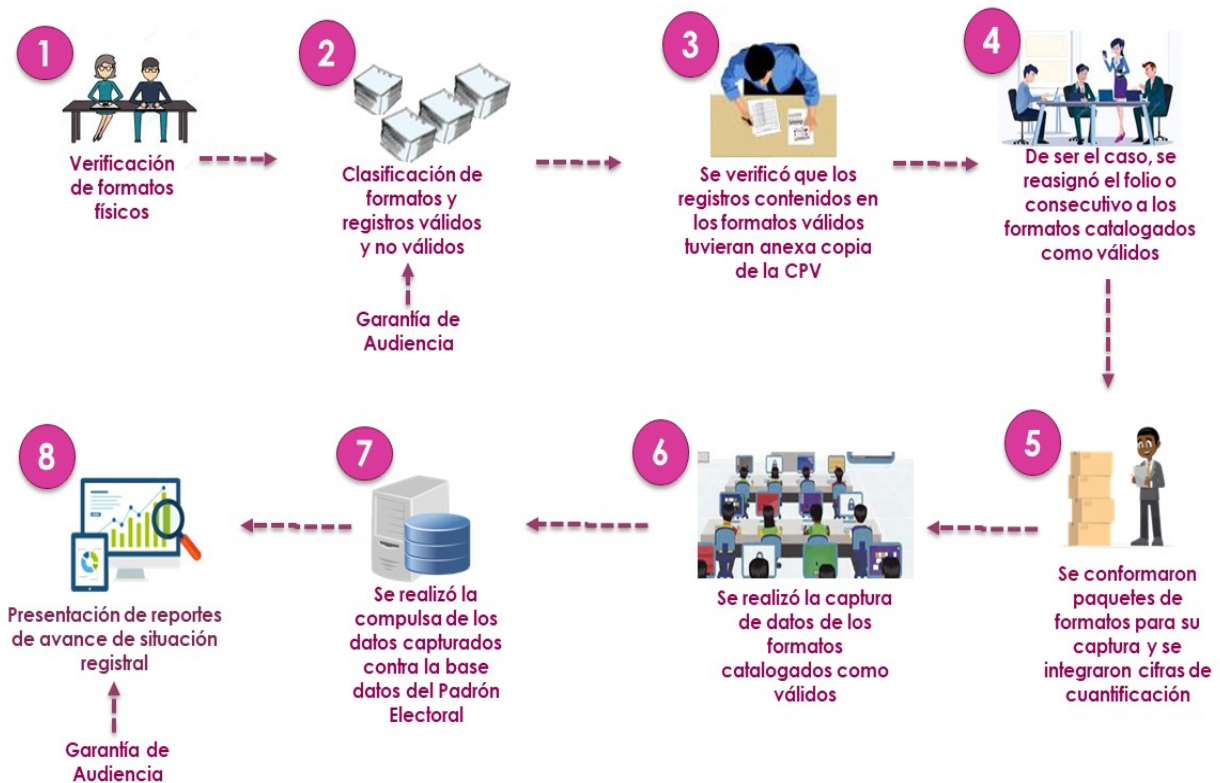 1
Verificación
de formatos
físicos
2
Clasificación de
formatos y
registros válidos
y no válidos
Garantía de
Audiencia
3
Se verificó que los
registros contenidos en
los formatos válidos
tuvieran anexa copia
de la CPV
4
De ser el caso, se
reasignó el folio o
consecutivo a los
formatos catalogados
como válidos
5
Se conformaron
paquetes de
formatos para su
captura y se
integraron cifras de
cuantificación
6
Se realizó la captura
de datos de los
formatos
catalogados como
válidos
7
Se realizó la
compulsa de los
datos capturados
contra la base
datos del Padrón
Electoral
8
Presentación de reportes
de avance de situación
registral
Garantía de
Audiencia